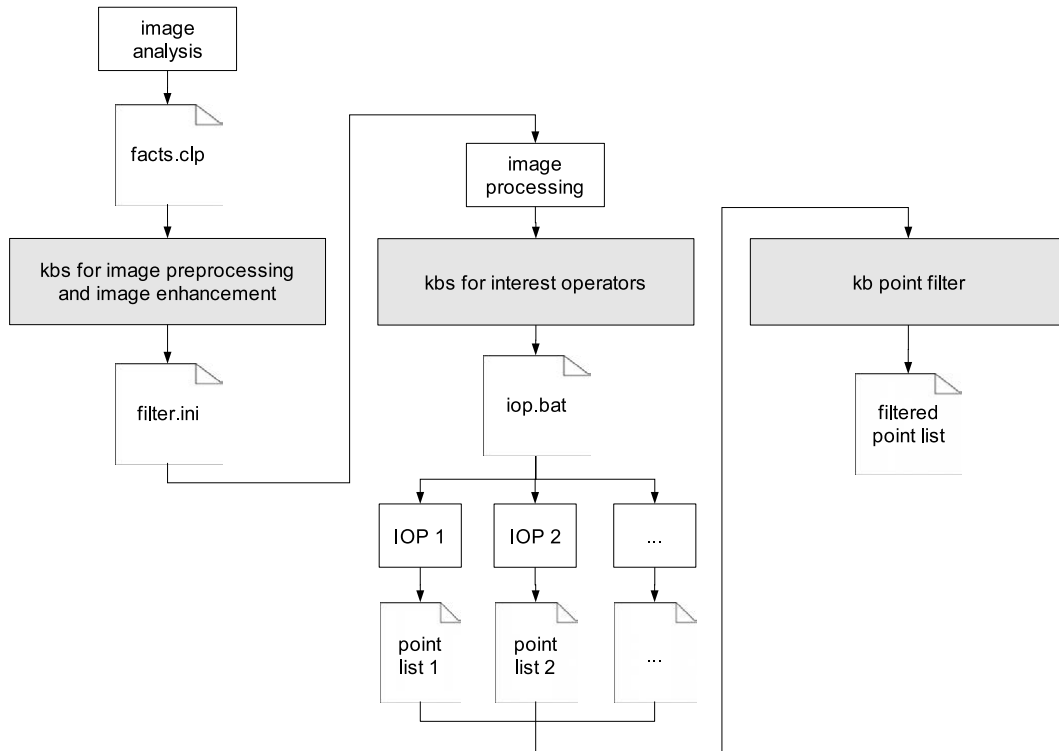 image
analysis
facts.clp
kbs for image preprocessing
and image enhancement
filter.ini
image
processing
kbs for interest operators
iop.bat
IOP 1
IOP 2
...
point
list 1
point
list 2
...
kb point filter
filtered
point list